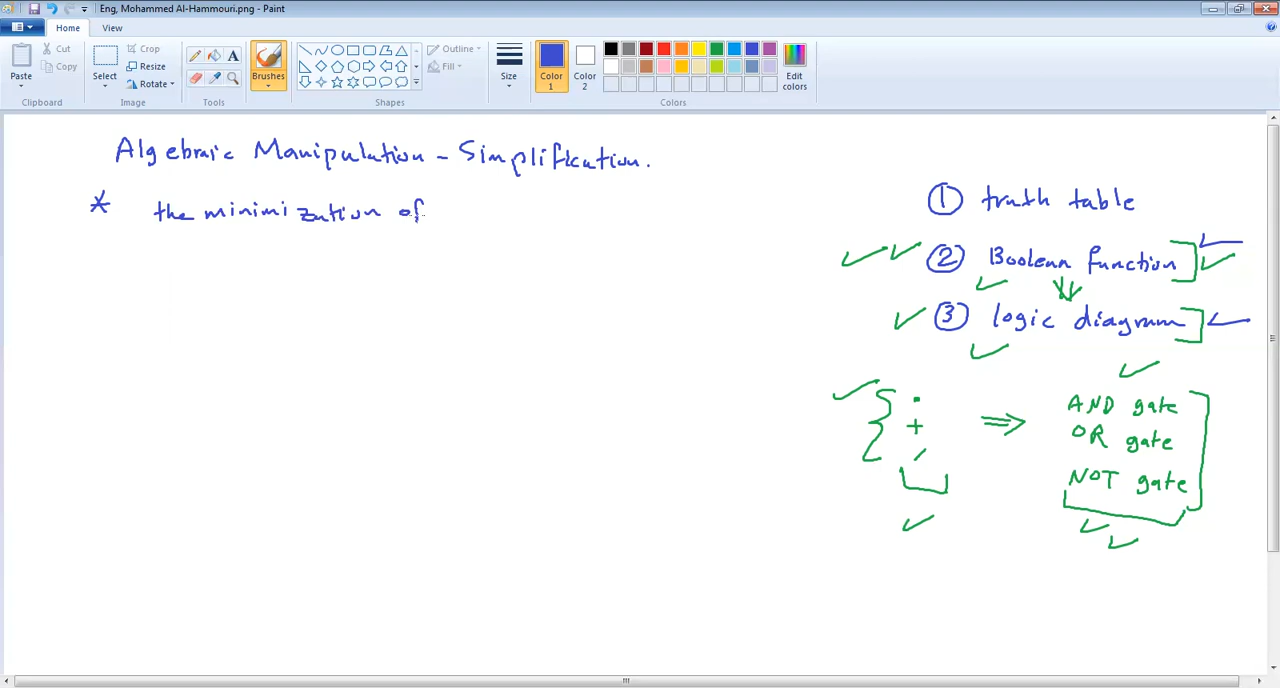 Eng, Mohammed Al-Hammouri.png - Paint
Home View
Paste
Cut
Copy
Clipboard
Select
Crop
Resize
Rotate
Image
Tools
Brushes
Shapes
Outline
Fill
Size
Color 1
Color 2
Edit colors
Colors
Algebraic Manipulation - Simplification.
* the minimization of
① truth table
② Boolean function
③ logic diagram
. AND gate
+ ⇒ OR gate
' NOT gate